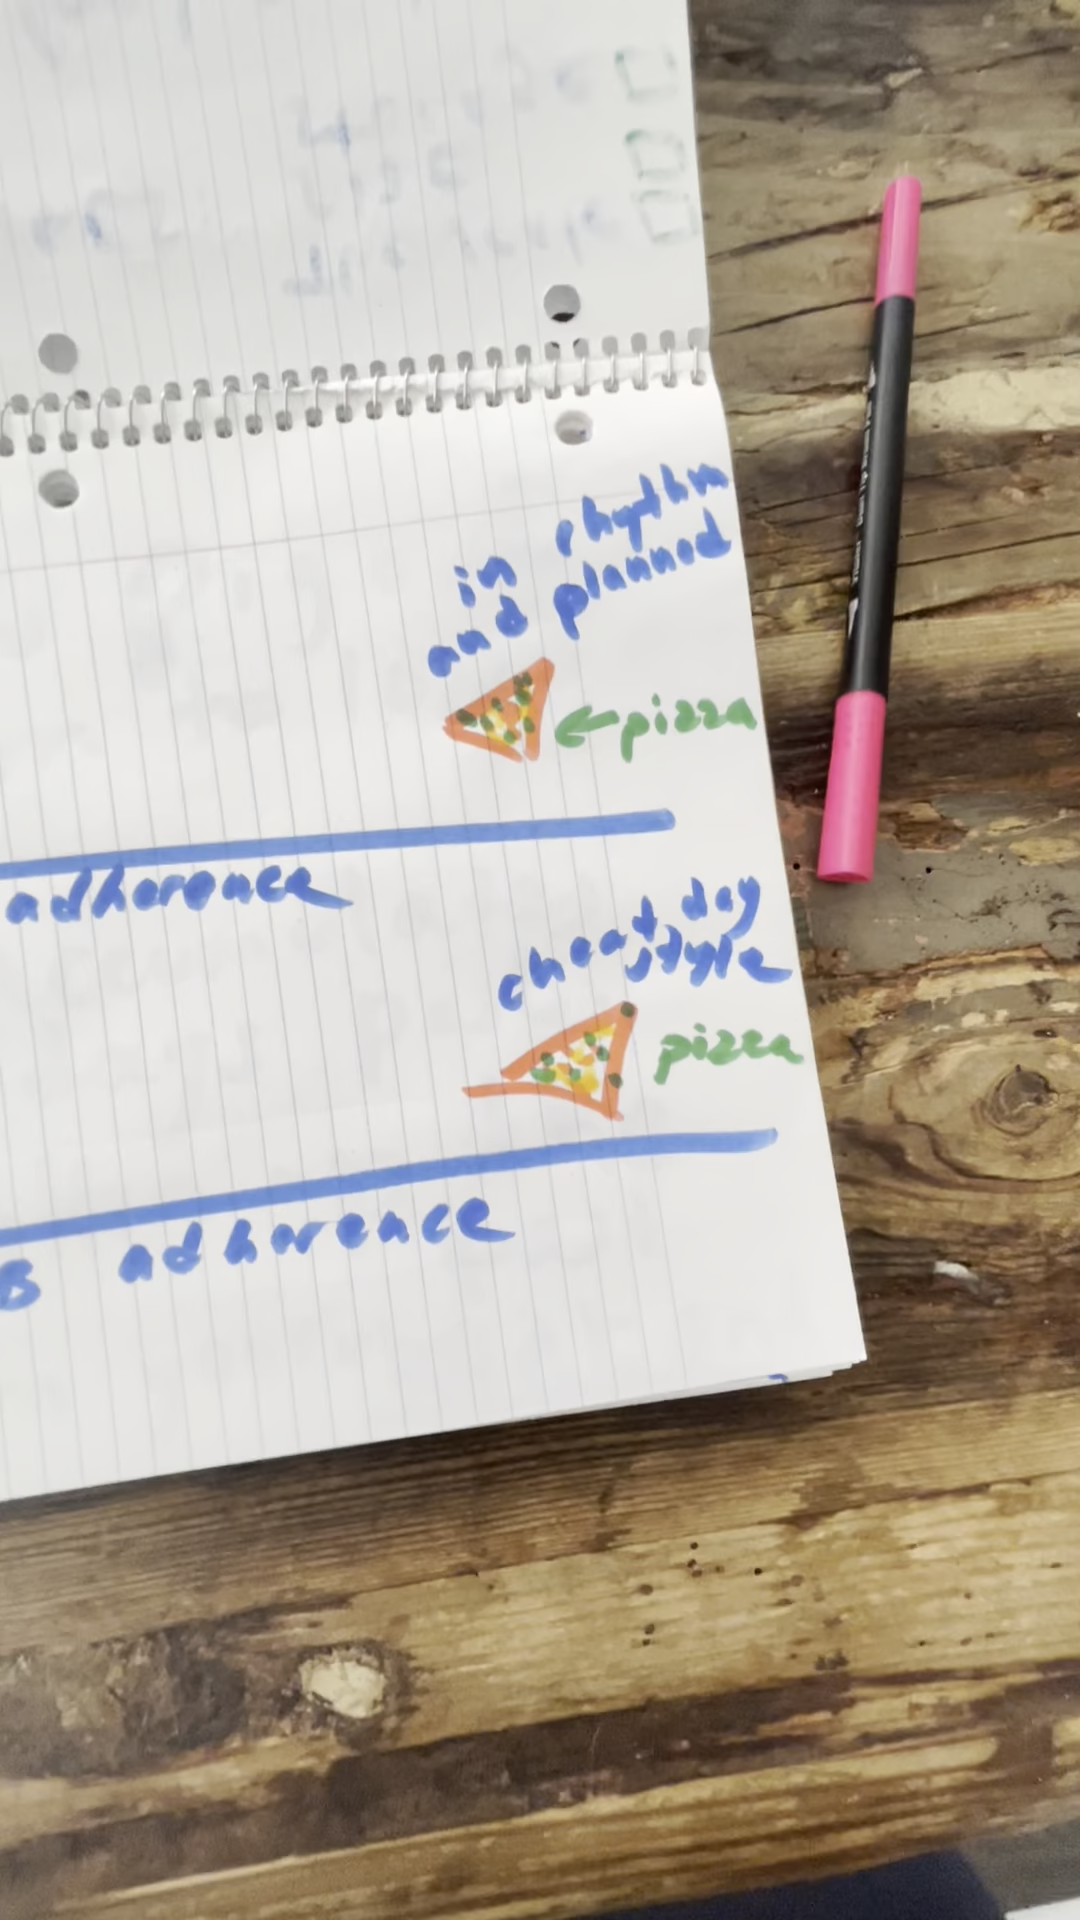 in rhythm
and planned
←pizza
adherence
cheat day
style
pizza
B adherence